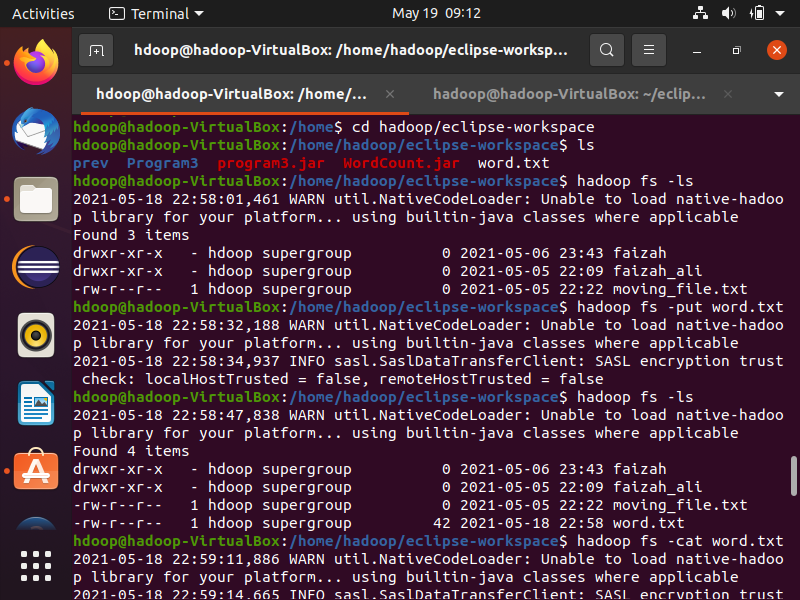 Activities Terminal May 19 09:12
hdoop@hadoop-VirtualBox: /home/hadoop/eclipse-worksp...
hdoop@hadoop-VirtualBox: /home/... hadoop@hadoop-VirtualBox: ~/eclip...
hdoop@hadoop-VirtualBox:/home$ cd hadoop/eclipse-workspace
hdoop@hadoop-VirtualBox:/home/hadoop/eclipse-workspace$ ls
prev Program3 program3.jar WordCount.jar word.txt
hdoop@hadoop-VirtualBox:/home/hadoop/eclipse-workspace$ hadoop fs -ls
2021-05-18 22:58:01,461 WARN util.NativeCodeLoader: Unable to load native-hadoo
p library for your platform... using builtin-java classes where applicable
Found 3 items
drwxr-xr-x - hdoop supergroup 0 2021-05-06 23:43 faizah
drwxr-xr-x - hdoop supergroup 0 2021-05-05 22:09 faizah_ali
-rw-r--r-- 1 hdoop supergroup 0 2021-05-05 22:22 moving_file.txt
hdoop@hadoop-VirtualBox:/home/hadoop/eclipse-workspace$ hadoop fs -put word.txt
2021-05-18 22:58:32,188 WARN util.NativeCodeLoader: Unable to load native-hadoo
p library for your platform... using builtin-java classes where applicable
2021-05-18 22:58:34,937 INFO sasl.SaslDataTransferClient: SASL encryption trust
check: localHostTrusted = false, remoteHostTrusted = false
hdoop@hadoop-VirtualBox:/home/hadoop/eclipse-workspace$ hadoop fs -ls
2021-05-18 22:58:47,838 WARN util.NativeCodeLoader: Unable to load native-hadoo
p library for your platform... using builtin-java classes where applicable
Found 4 items
drwxr-xr-x - hdoop supergroup 0 2021-05-06 23:43 faizah
drwxr-xr-x - hdoop supergroup 0 2021-05-05 22:09 faizah_ali
-rw-r--r-- 1 hdoop supergroup 0 2021-05-05 22:22 moving_file.txt
-rw-r--r-- 1 hdoop supergroup 42 2021-05-18 22:58 word.txt
hdoop@hadoop-VirtualBox:/home/hadoop/eclipse-workspace$ hadoop fs -cat word.txt
2021-05-18 22:59:11,886 WARN util.NativeCodeLoader: Unable to load native-hadoo
p library for your platform... using builtin-java classes where applicable
2021-05-18 22:59:14,665 INFO sasl.SaslDataTransferClient: SASL encryption trust